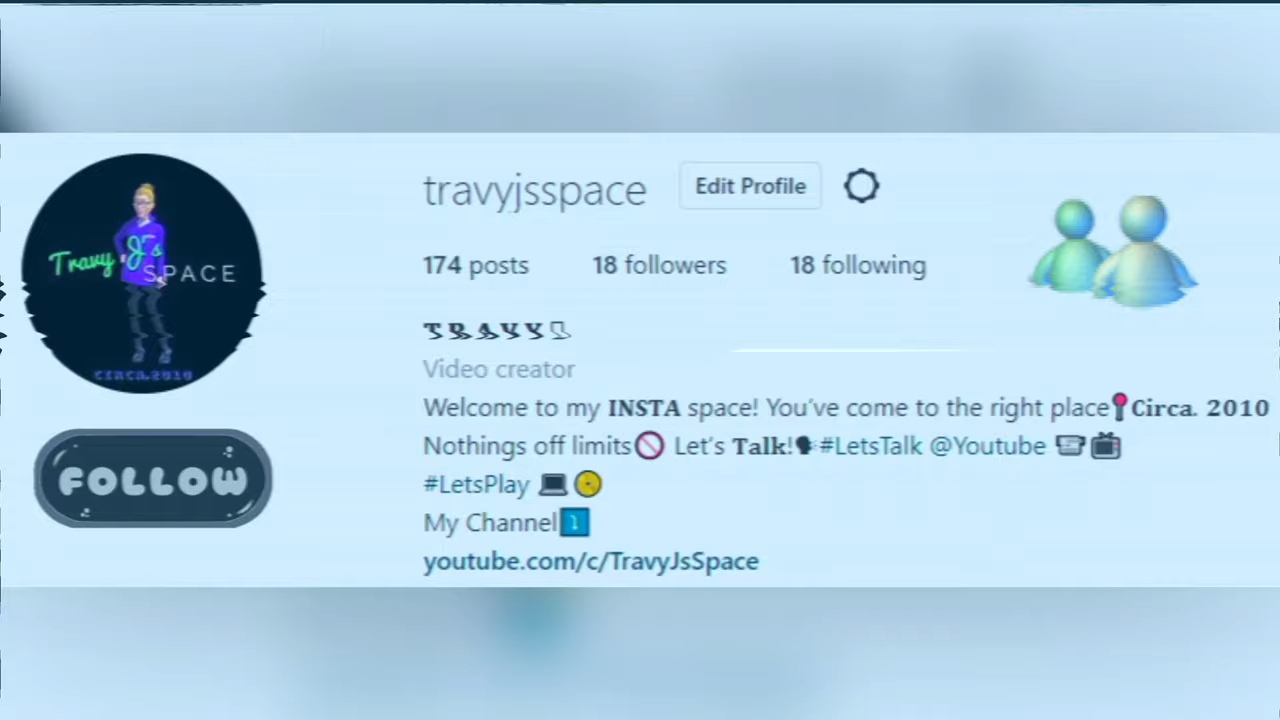 travyjsspace Edit Profile
174 posts 18 followers 18 following
Travy J's
SPACE
CIRCA.2010
TRAVYJ
Video creator
Welcome to my INSTA space! You've come to the right place📍Circa. 2010
Nothings off limits🚫 Let's Talk!🗣#LetsTalk @Youtube
#LetsPlay 💻📀
My Channel⤵
youtube.com/c/TravyJsSpace
FOLLOW